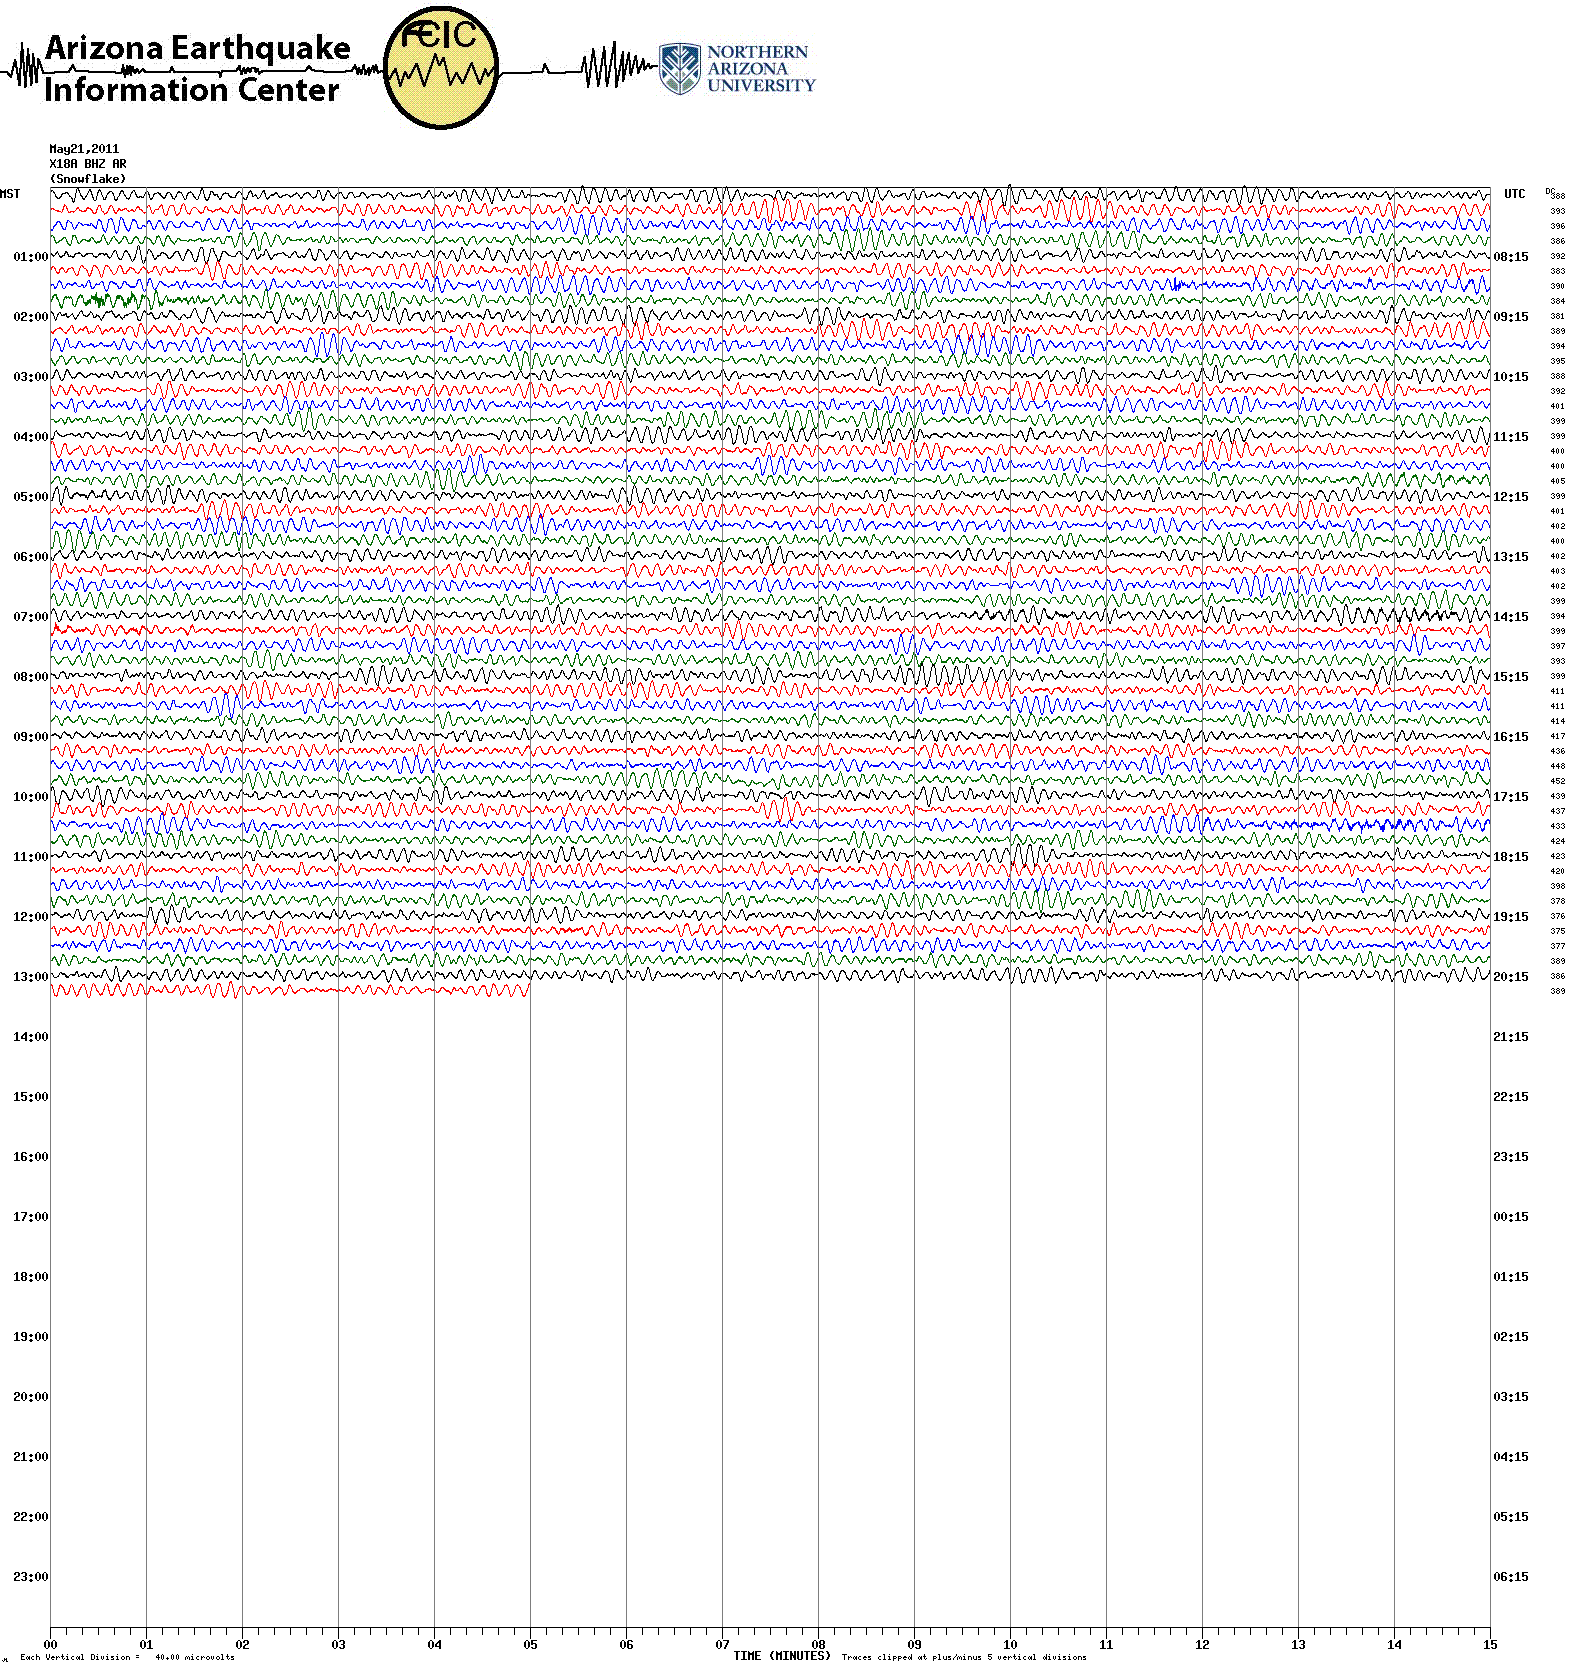 Arizona Earthquake
Information Center
ÆEIC
NORTHERN
ARIZONA
UNIVERSITY
May21,2011
X18A BHZ AR
(Snowflake)
MST UTC DC
388
393
396
386
01:00 08:15 392
383
390
384
02:00 09:15 381
389
394
395
03:00 10:15 388
392
401
399
04:00 11:15 399
400
400
405
05:00 12:15 399
401
402
400
06:00 13:15 402
403
402
399
07:00 14:15 394
399
397
393
08:00 15:15 399
411
411
414
09:00 16:15 417
436
448
452
10:00 17:15 439
437
433
424
11:00 18:15 423
420
398
378
12:00 19:15 376
375
377
389
13:00 20:15 386
389
14:00 21:15
15:00 22:15
16:00 23:15
17:00 00:15
18:00 01:15
19:00 02:15
20:00 03:15
21:00 04:15
22:00 05:15
23:00 06:15
00 01 02 03 04 05 06 07 08 09 10 11 12 13 14 15
TIME (MINUTES)
Each Vertical Division = 40.00 microvolts
Traces clipped at plus/minus 5 vertical divisions